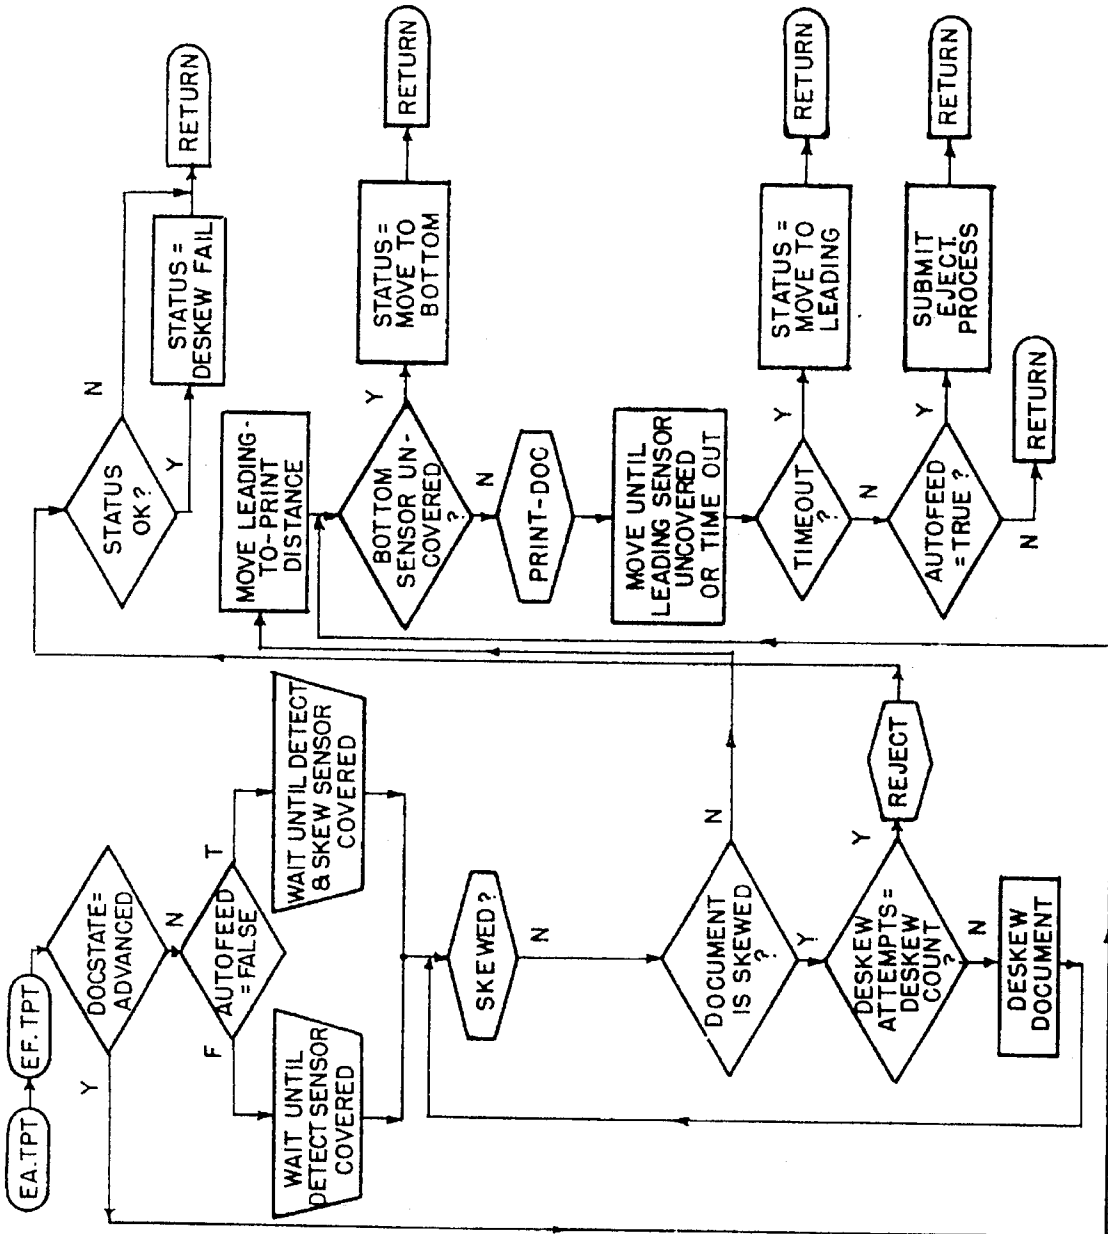 EA.TPT
EF.TPT
DOCSTATE=
ADVANCED
Y
N
AUTOFEED
=FALSE
F
T
WAIT UNTIL
DETECT SENSOR
COVERED
WAIT UNTIL DETECT
& SKEW SENSOR
COVERED
SKEWED?
N
DOCUMENT
IS SKEWED
?
N
Y
DESKEW
ATTEMPTS=
DESKEW
COUNT
?
Y
REJECT
N
DESKEW
DOCUMENT
STATUS
OK?
N
Y
STATUS=
DESKEW FAIL
RETURN
MOVE LEADING-
TO-PRINT
DISTANCE
BOTTOM
SENSOR UN-
COVERED
?
Y
STATUS=
MOVE TO
BOTTOM
RETURN
N
PRINT-DOC
MOVE UNTIL
LEADING SENSOR
UNCOVERED
OR TIME OUT
TIMEOUT
?
Y
STATUS=
MOVE TO
LEADING
RETURN
N
AUTOFEED
=TRUE?
Y
SUBMIT
EJECT.
PROCESS
RETURN
N
RETURN